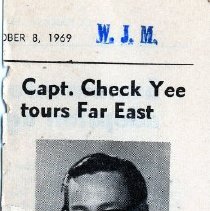 OBER 8, 1969 W. J. M.
Capt. Check Yee
tours Far East